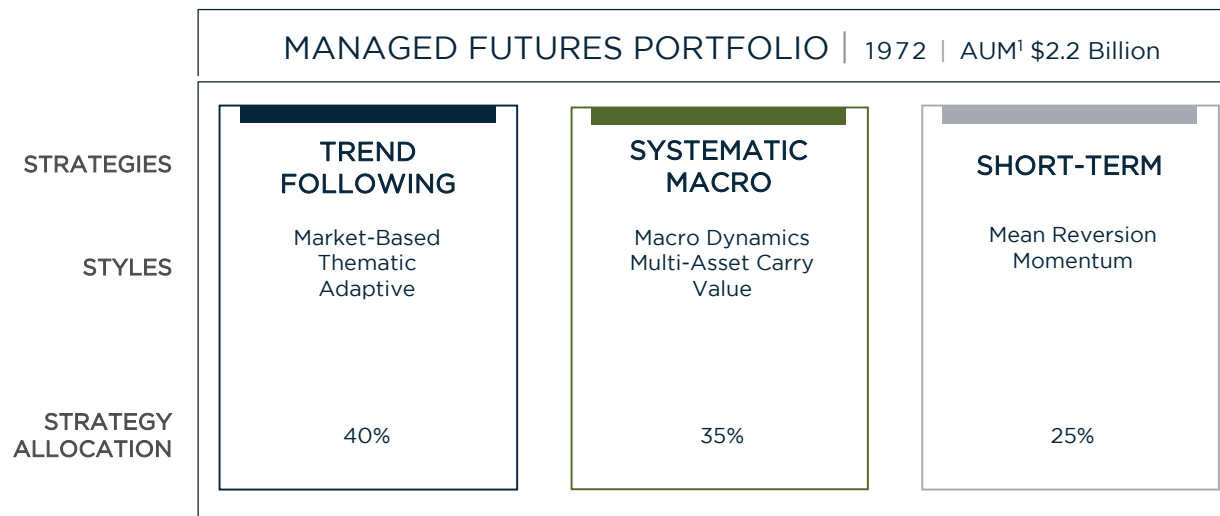 MANAGED FUTURES PORTFOLIO | 1972 | AUM¹ $2.2 Billion
STRATEGIES
TREND
FOLLOWING
SYSTEMATIC
MACRO
SHORT-TERM
STYLES
Market-Based
Thematic
Adaptive
Macro Dynamics
Multi-Asset Carry
Value
Mean Reversion
Momentum
STRATEGY
ALLOCATION
40%
35%
25%